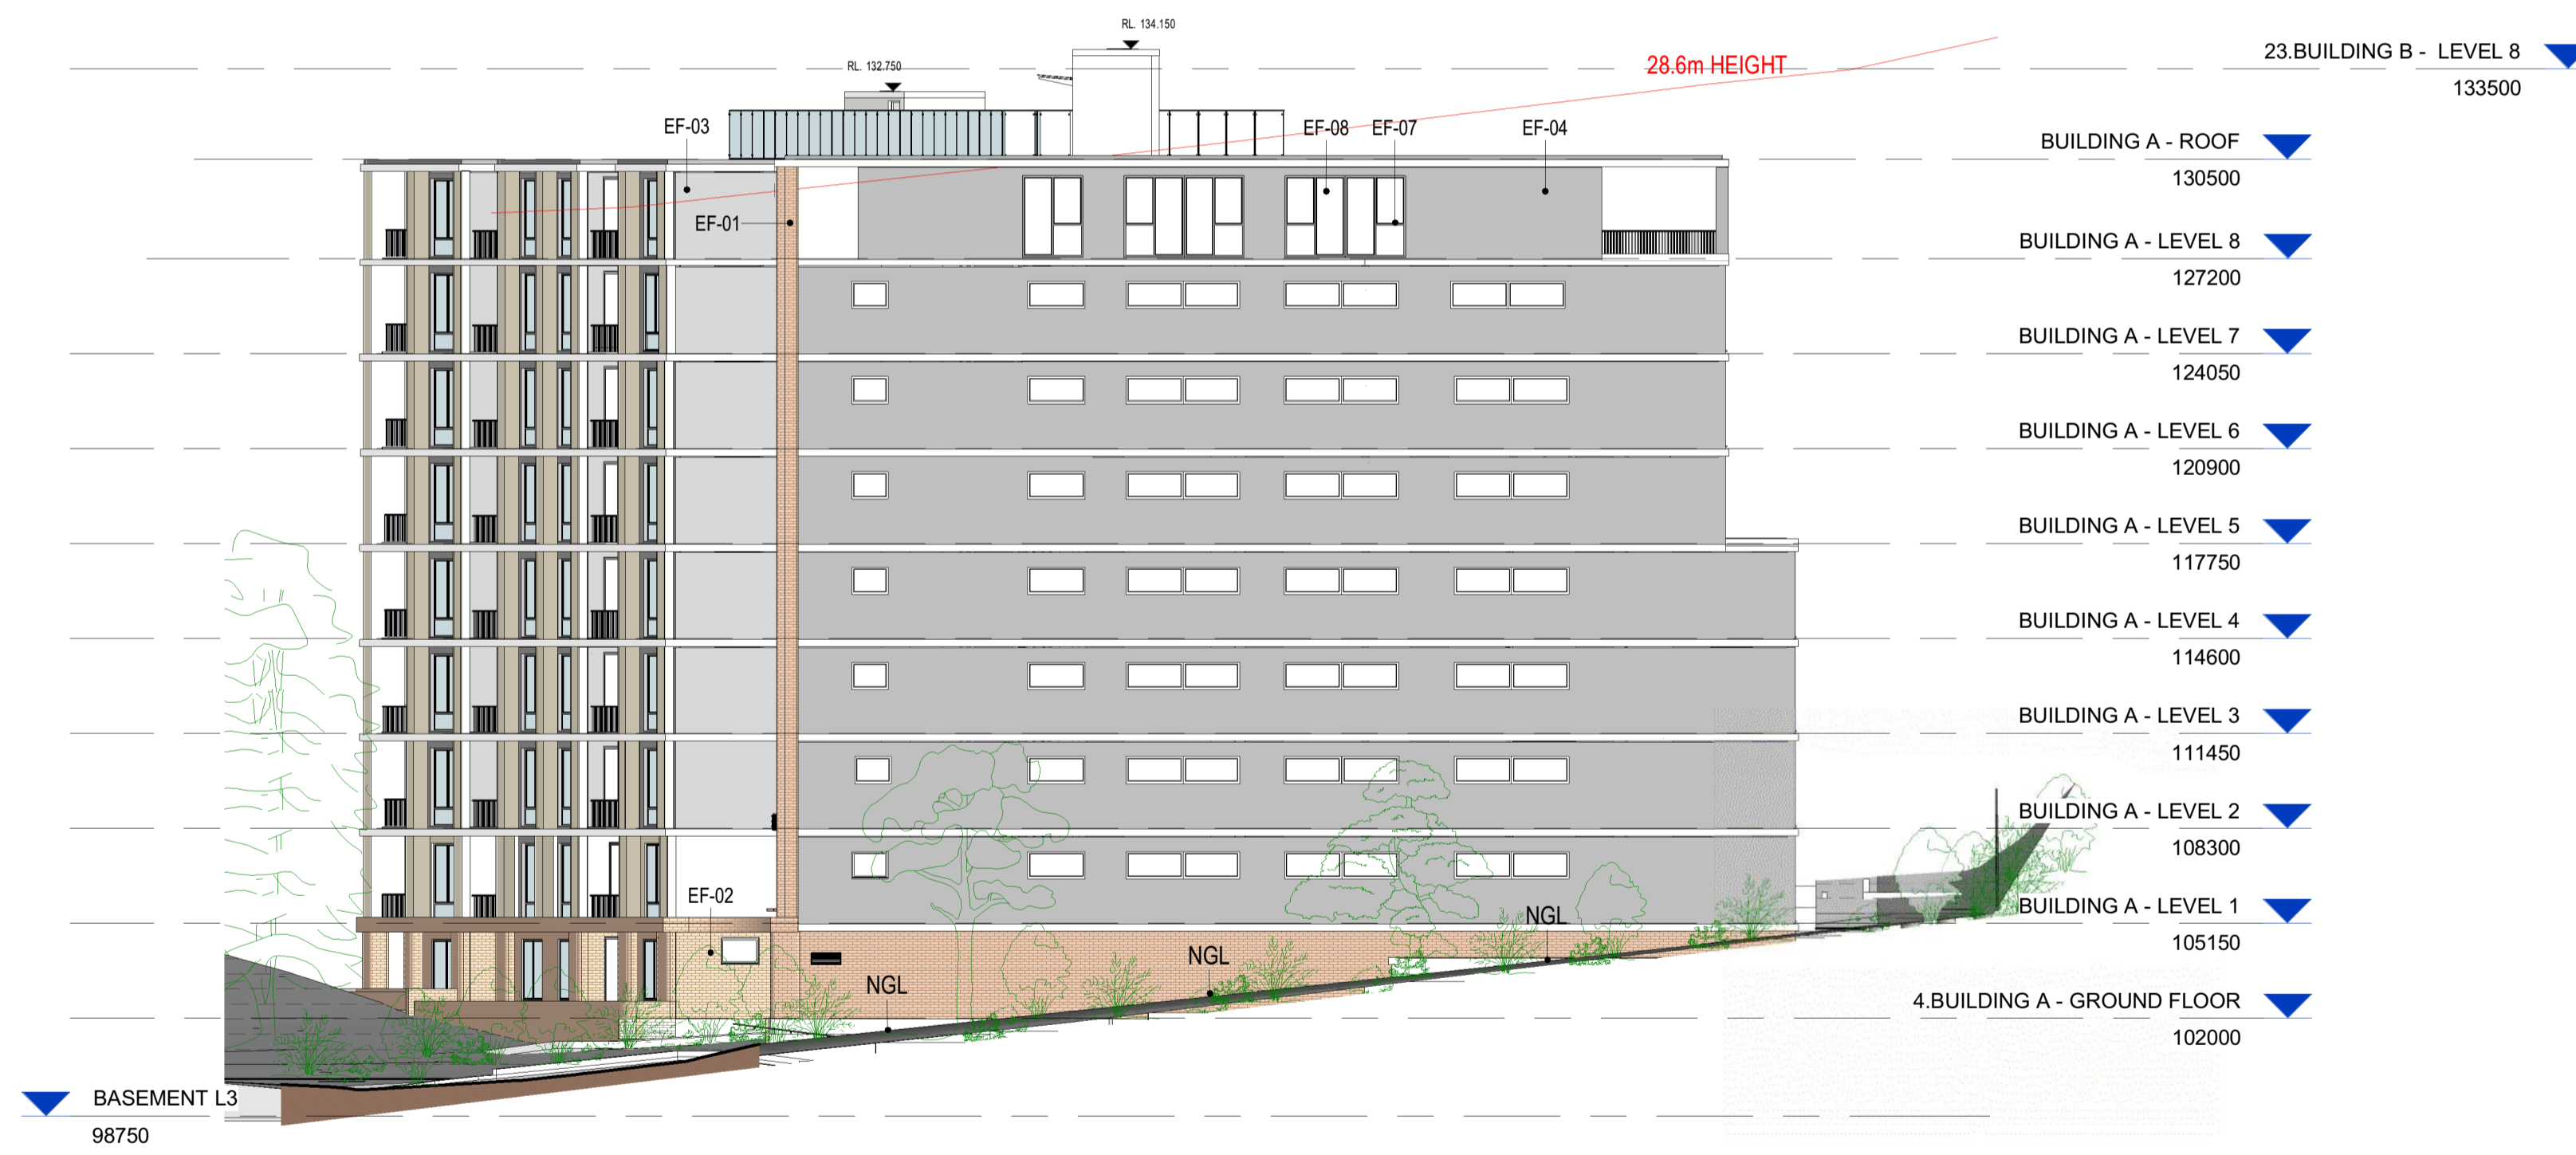 RL. 134.150
28.6m HEIGHT
23.BUILDING B - LEVEL 8
133500
RL. 132.750
EF-03
EF-08
EF-07
EF-04
BUILDING A - ROOF
130500
EF-01
BUILDING A - LEVEL 8
127200
BUILDING A - LEVEL 7
124050
BUILDING A - LEVEL 6
120900
BUILDING A - LEVEL 5
117750
BUILDING A - LEVEL 4
114600
BUILDING A - LEVEL 3
111450
BUILDING A - LEVEL 2
108300
EF-02
NGL
BUILDING A - LEVEL 1
105150
NGL
NGL
4.BUILDING A - GROUND FLOOR
102000
BASEMENT L3
98750